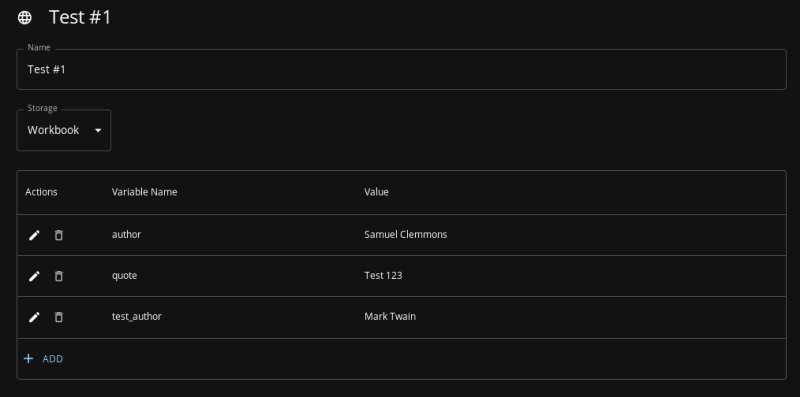 Test #1
Name
Test #1
Storage
Workbook
Actions Variable Name Value
author Samuel Clemmons
quote Test 123
test_author Mark Twain
ADD